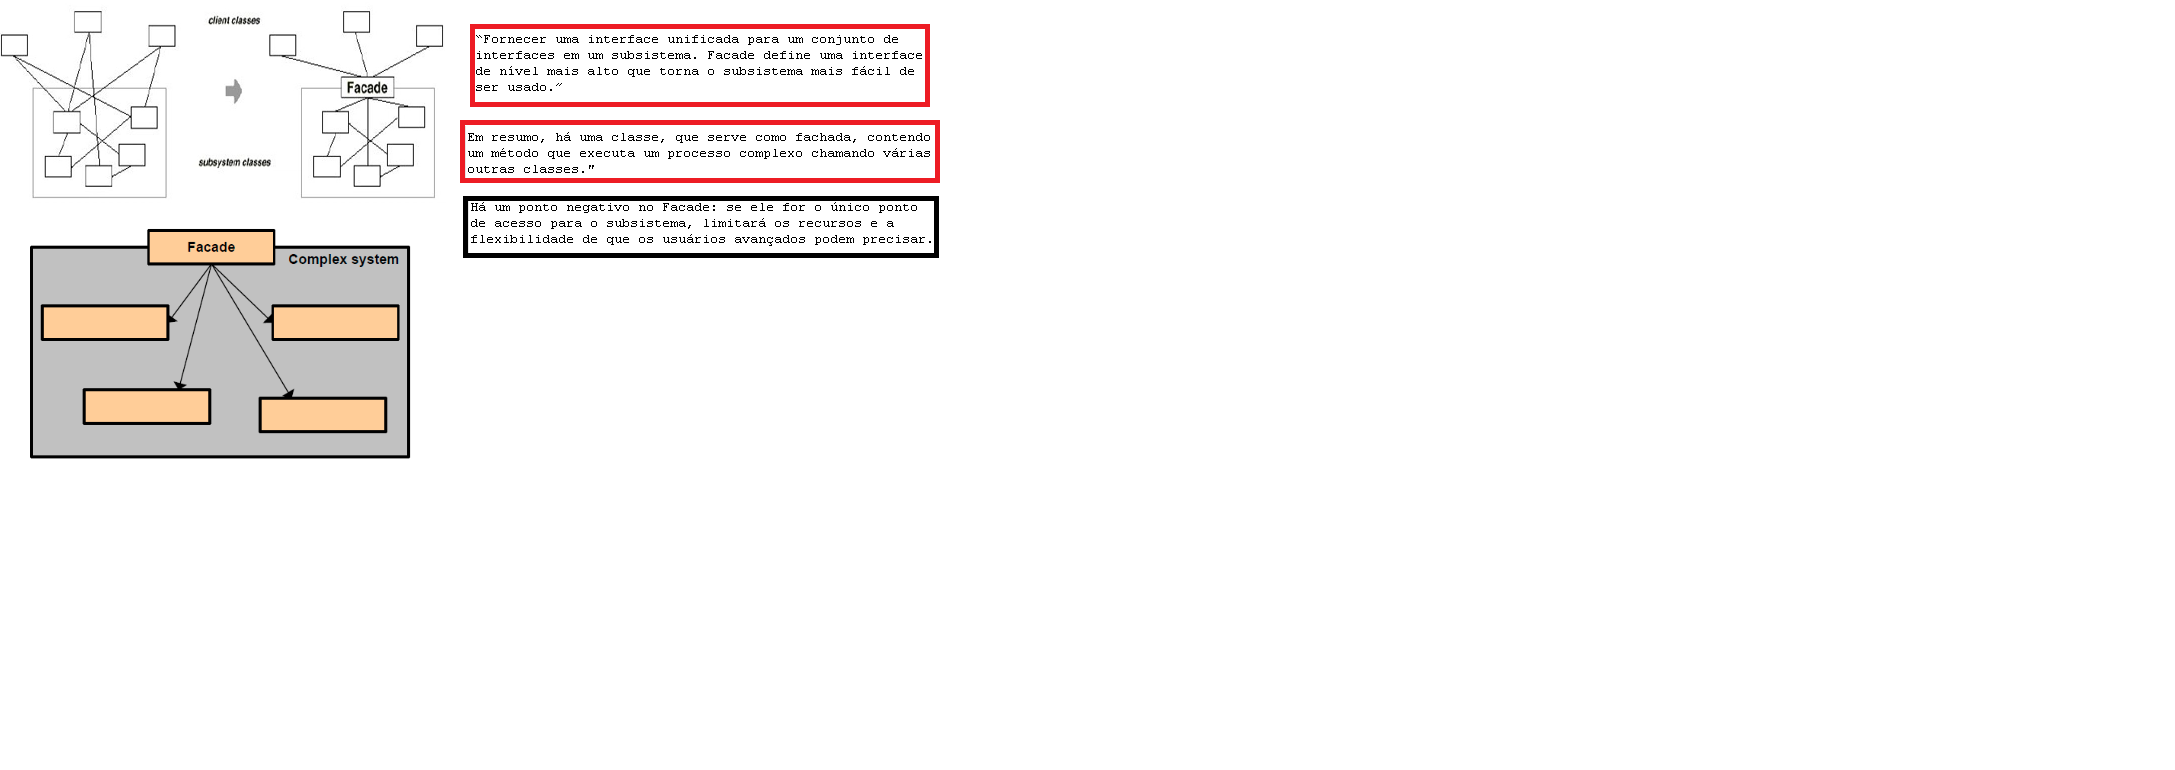 client classes
Facade
subsystem classes
Facade
Complex system
“Fornecer uma interface unificada para um conjunto de
interfaces em um subsistema. Facade define uma interface
de nível mais alto que torna o subsistema mais fácil de
ser usado.”
Em resumo, há uma classe, que serve como fachada, contendo
um método que executa um processo complexo chamando várias
outras classes."
Há um ponto negativo no Facade: se ele for o único ponto
de acesso para o subsistema, limitará os recursos e a
flexibilidade de que os usuários avançados podem precisar.